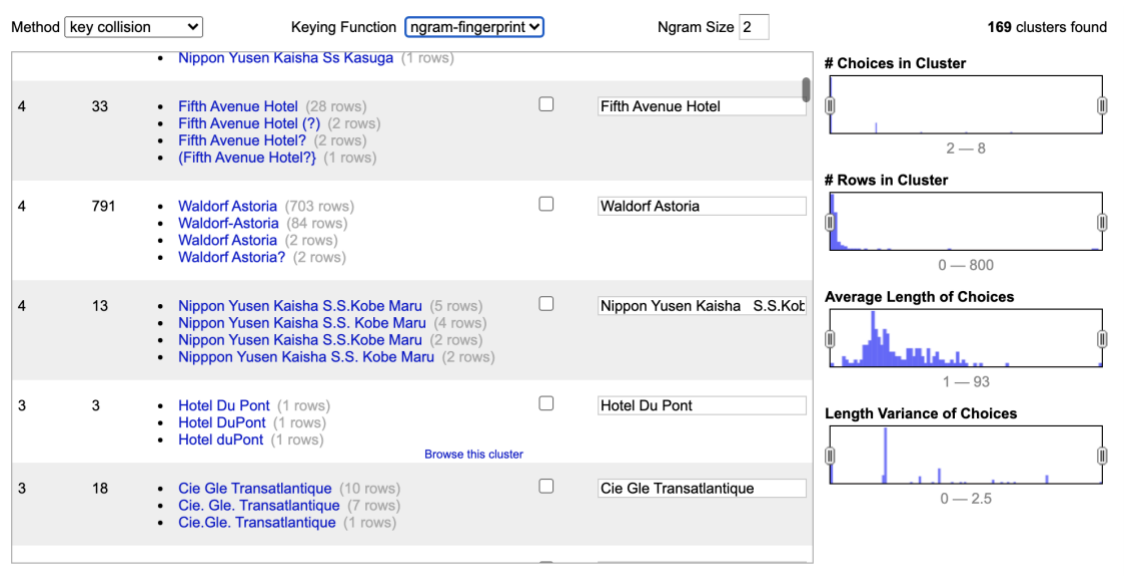 Method key collision Keying Function ngram-fingerprint Ngram Size 2 169 clusters found
Nippon Yusen Kaisha Ss Kasuga (1 rows)
4 33 Fifth Avenue Hotel (28 rows) Fifth Avenue Hotel
Fifth Avenue Hotel (?) (2 rows)
Fifth Avenue Hotel? (2 rows)
(Fifth Avenue Hotel?} (1 rows)
4 791 Waldorf Astoria (703 rows) Waldorf Astoria
Waldorf-Astoria (84 rows)
Waldorf Astoria (2 rows)
Waldorf Astoria? (2 rows)
4 13 Nippon Yusen Kaisha S.S.Kobe Maru (5 rows) Nippon Yusen Kaisha S.S.Kot
Nippon Yusen Kaisha S.S. Kobe Maru (4 rows)
Nippon Yusen Kaisha S.S.Kobe Maru (2 rows)
Nipppon Yusen Kaisha S.S. Kobe Maru (2 rows)
3 3 Hotel Du Pont (1 rows) Hotel Du Pont
Hotel DuPont (1 rows)
Hotel duPont (1 rows)
Browse this cluster
3 18 Cie Gle Transatlantique (10 rows) Cie Gle Transatlantique
Cie. Gle. Transatlantique (7 rows)
Cie.Gle. Transatlantique (1 rows)
# Choices in Cluster
2 — 8
# Rows in Cluster
0 — 800
Average Length of Choices
1 — 93
Length Variance of Choices
0 — 2.5